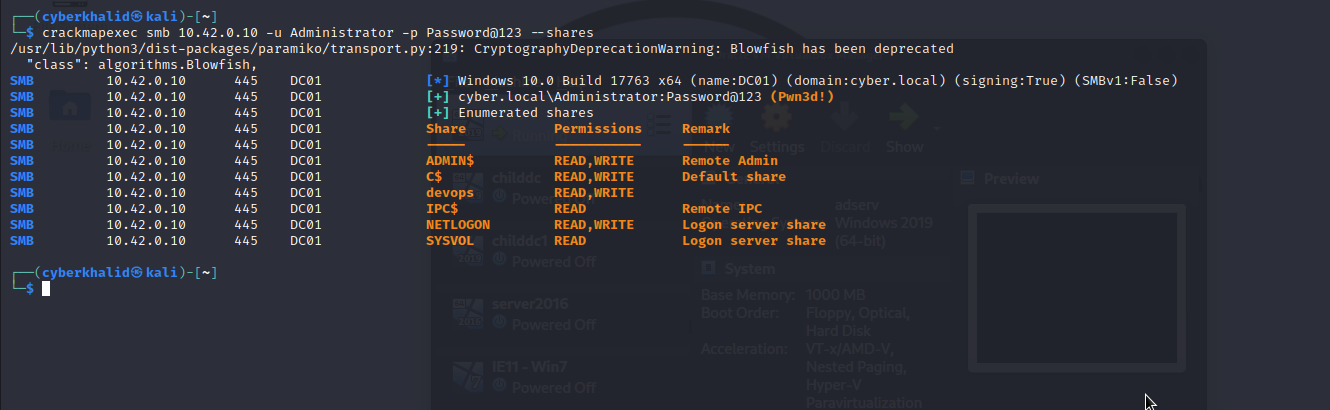 ┌──(cyberkhalid㉿kali)-[~]
└─$ crackmapexec smb 10.42.0.10 -u Administrator -p Password@123 --shares
/usr/lib/python3/dist-packages/paramiko/transport.py:219: CryptographyDeprecationWarning: Blowfish has been deprecated
"class": algorithms.Blowfish,
SMB 10.42.0.10 445 DC01 [*] Windows 10.0 Build 17763 x64 (name:DC01) (domain:cyber.local) (signing:True) (SMBv1:False)
SMB 10.42.0.10 445 DC01 [+] cyber.local\Administrator:Password@123 (Pwn3d!)
SMB 10.42.0.10 445 DC01 [+] Enumerated shares
SMB 10.42.0.10 445 DC01 Share Permissions Remark
SMB 10.42.0.10 445 DC01 ----- ----------- ------
SMB 10.42.0.10 445 DC01 ADMIN$ READ,WRITE Remote Admin
SMB 10.42.0.10 445 DC01 C$ READ,WRITE Default share
SMB 10.42.0.10 445 DC01 devops READ,WRITE
SMB 10.42.0.10 445 DC01 IPC$ READ Remote IPC
SMB 10.42.0.10 445 DC01 NETLOGON READ,WRITE Logon server share
SMB 10.42.0.10 445 DC01 SYSVOL READ Logon server share
┌──(cyberkhalid㉿kali)-[~]
└─$
New Settings Discard Show
childdc
Powered Off
childdc1
Powered Off
server2016
Powered Off
IE11 - Win7
Powered Off
Preview
adserv
Windows 2019
(64-bit)
System
Base Memory: 1000 MB
Boot Order: Floppy, Optical,
Hard Disk
Acceleration: VT-x/AMD-V,
Nested Paging,
Hyper-V
Paravirtualization